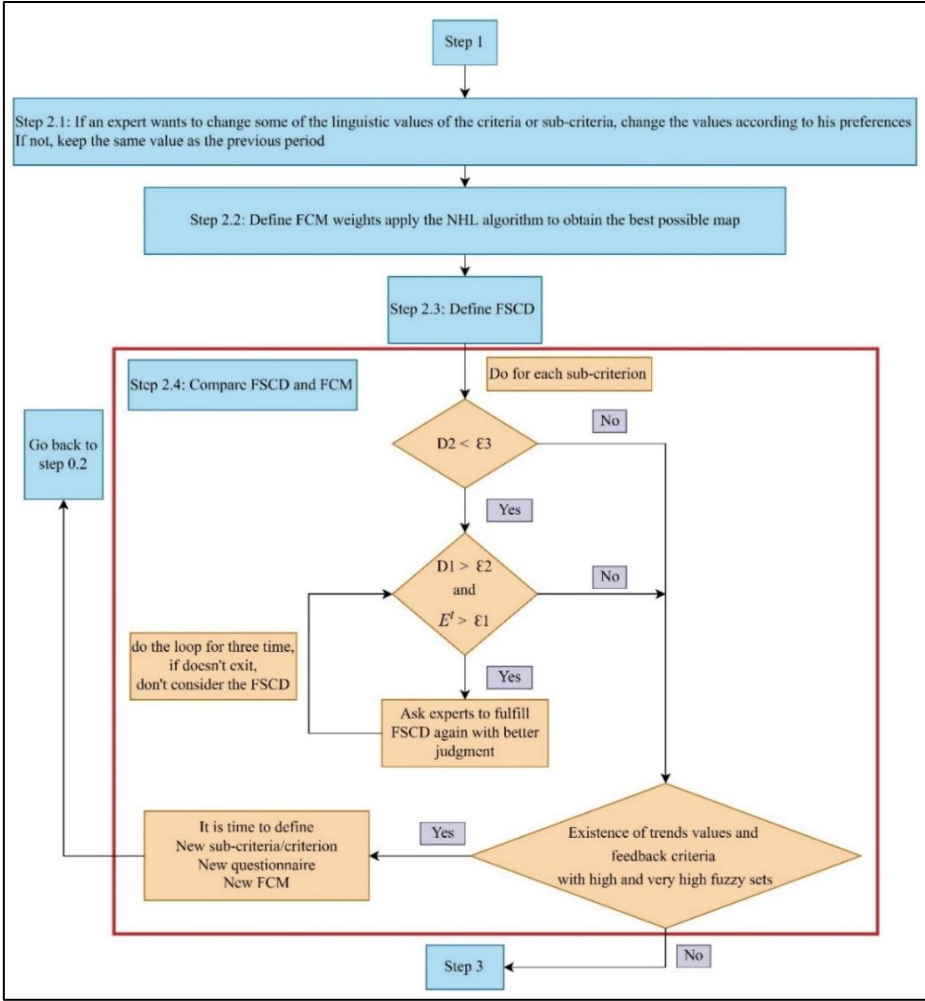 Step 1
Step 2.1: If an expert wants to change some of the linguistic values of the criteria or sub-criteria, change the values according to his preferences
If not, keep the same value as the previous period
Step 2.2: Define FCM weights apply the NHL algorithm to obtain the best possible map
Step 2.3: Define FSCD
Step 2.4: Compare FSCD and FCM
Do for each sub-criterion
D2 < ε3
No
Go back to
step 0.2
Yes
D1 > ε2
and
E^t > ε1
No
do the loop for three time,
if doesn't exit,
don't consider the FSCD
Yes
Ask experts to fulfill
FSCD again with better
judgment
It is time to define
New sub-criteria/criterion
New questionnaire
New FCM
Yes
Existence of trends values and
feedback criteria
with high and very high fuzzy sets
No
Step 3